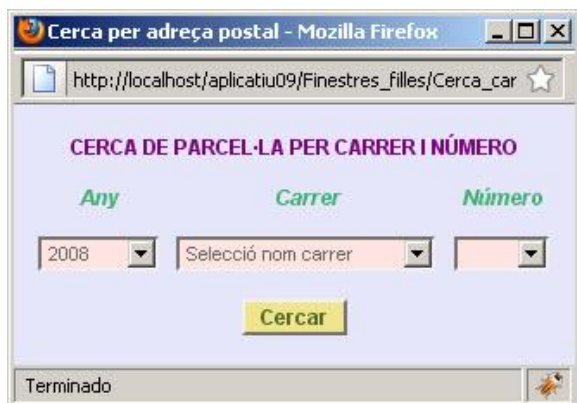 Cerca per adreça postal - Mozilla Firefox
http://localhost/aplicatiu09/Finestres_filles/Cerca_car
CERCA DE PARCEL·LA PER CARRER I NÚMERO
Any Carrer Número
2008 Selecció nom carrer
Cercar
Terminado